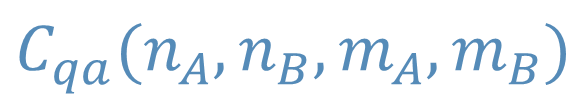 C_{qa}(n_A, n_B, m_A, m_B)